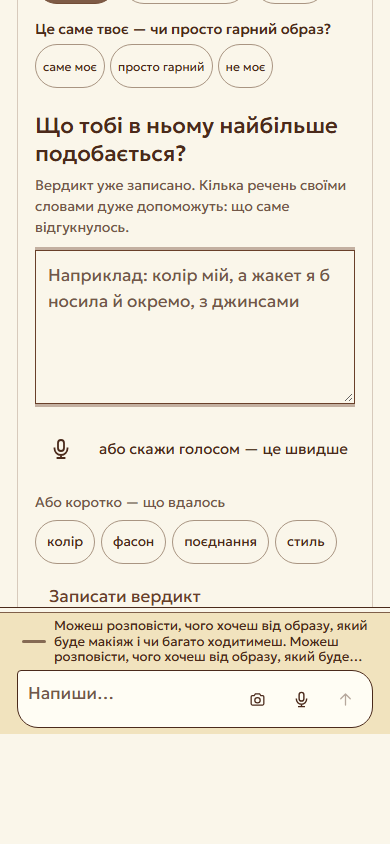 Це саме твоє — чи просто гарний образ?
саме моє
просто гарний
не моє
Що тобі в ньому найбільше
подобається?
Вердикт уже записано. Кілька речень своїми
словами дуже допоможуть: що саме
відгукнулось.
Наприклад: колір мій, а жакет я б
носила й окремо, з джинсами
або скажи голосом — це швидше
Або коротко — що вдалось
колір
фасон
поєднання
стиль
Записати вердикт
Можеш розповісти, чого хочеш від образу, який
буде макіяж і чи багато ходитимеш. Можеш
розповісти, чого хочеш від образу, який буде…
Напиши…